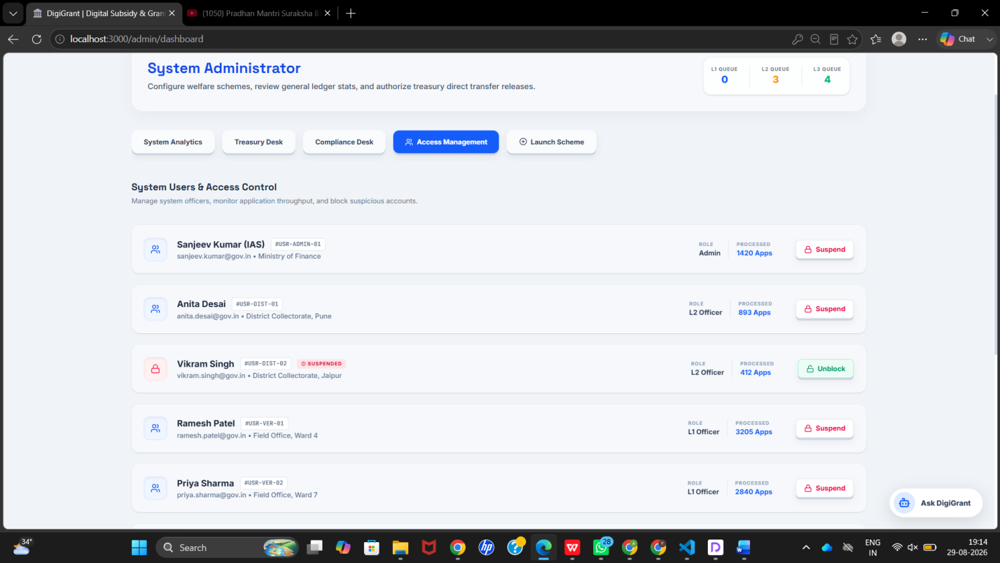 DigiGrant | Digital Subsidy & Grant
(1050) Pradhan Mantri Suraksha B
localhost:3000/admin/dashboard
Chat
System Administrator
Configure welfare schemes, review general ledger stats, and authorize treasury direct transfer releases.
L1 QUEUE
0
L2 QUEUE
3
L3 QUEUE
4
System Analytics
Treasury Desk
Compliance Desk
Access Management
Launch Scheme
System Users & Access Control
Manage system officers, monitor application throughput, and block suspicious accounts.
Sanjeev Kumar (IAS) #USR-ADMIN-01
sanjeev.kumar@gov.in • Ministry of Finance
ROLE
Admin
PROCESSED
1420 Apps
Suspend
Anita Desai #USR-DIST-01
anita.desai@gov.in • District Collectorate, Pune
ROLE
L2 Officer
PROCESSED
893 Apps
Suspend
Vikram Singh #USR-DIST-02 SUSPENDED
vikram.singh@gov.in • District Collectorate, Jaipur
ROLE
L2 Officer
PROCESSED
412 Apps
Unblock
Ramesh Patel #USR-VER-01
ramesh.patel@gov.in • Field Office, Ward 4
ROLE
L1 Officer
PROCESSED
3205 Apps
Suspend
Priya Sharma #USR-VER-02
priya.sharma@gov.in • Field Office, Ward 7
ROLE
L1 Officer
PROCESSED
2840 Apps
Suspend
Ask DigiGrant
34°
Search
28
ENG
IN
19:14
29-08-2026